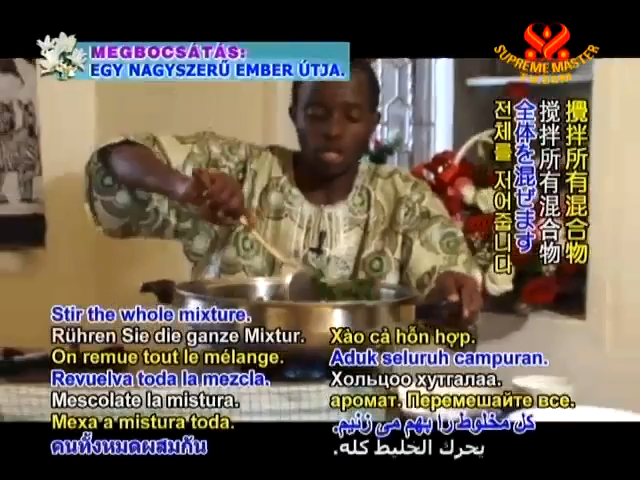 MEGBOCSÁTÁS:
EGY NAGYSZERŰ EMBER ÚTJA.
SUPREME MASTER
TV.COM
攪拌所有混合物
搅拌所有混合物
全体を混ぜます
전체를 저어줍니다
Stir the whole mixture.
Rühren Sie die ganze Mixtur.
On remue tout le mélange.
Revuelva toda la mezcla.
Mescolate la mistura.
Mexa a mistura toda.
คนทั้งหมดผสมกัน
Xào cả hỗn hợp.
Aduk seluruh campuran.
Хольцоо хутгалаа.
аромат. Перемешайте все.
کل مخلوط را بهم می زنیم.
يحرك الخليط كله.